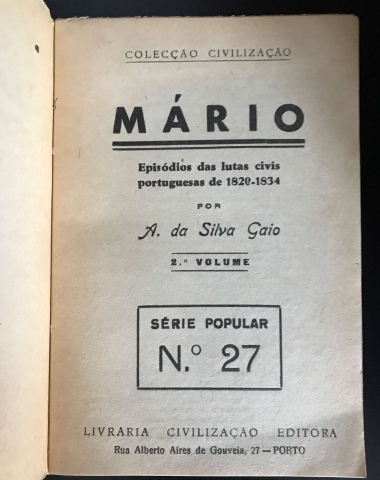 COLECÇÃO CIVILIZAÇÃO
MÁRIO
Episódios das lutas civis
portuguesas de 1820-1834
POR
A. da Silva Gaio
2.º VOLUME
SÉRIE POPULAR
N.º 27
LIVRARIA CIVILIZAÇÃO EDITORA
Rua Alberto Aires de Gouveia, 27 — PORTO